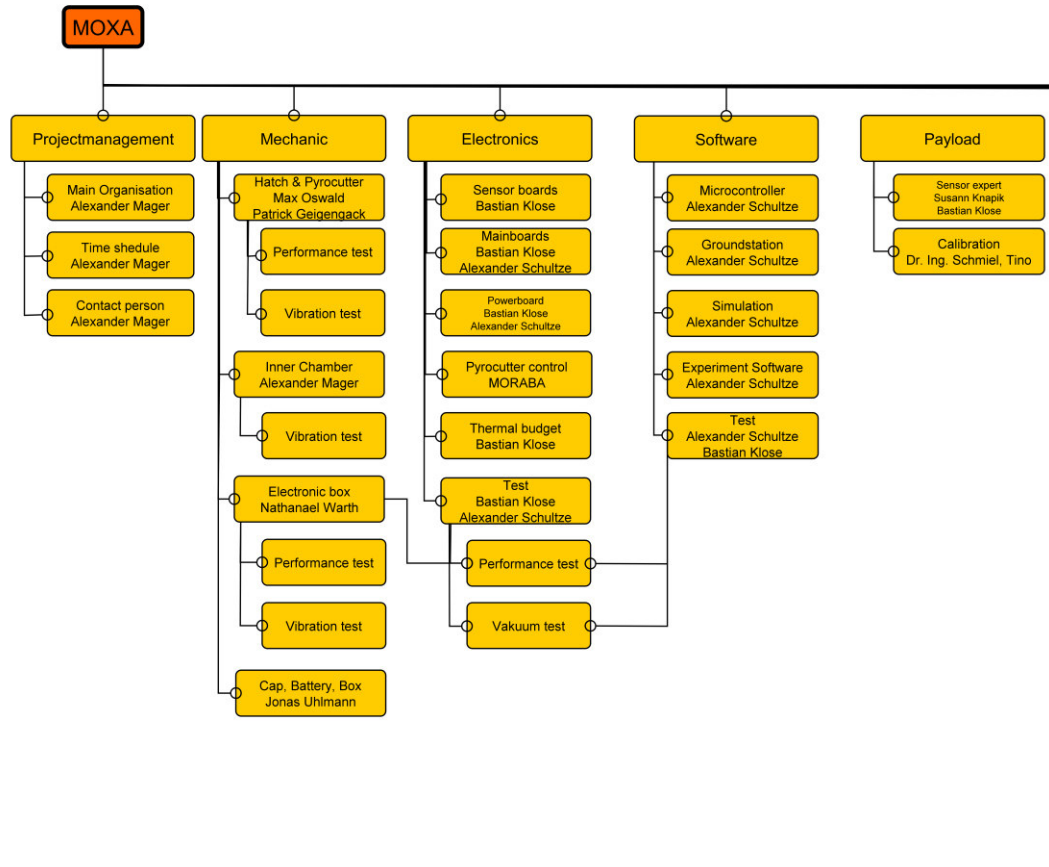 MOXA
Projectmanagement
Main Organisation
Alexander Mager
Time shedule
Alexander Mager
Contact person
Alexander Mager
Mechanic
Hatch & Pyrocutter
Max Oswald
Patrick Geigengack
Performance test
Vibration test
Inner Chamber
Alexander Mager
Vibration test
Electronic box
Nathanael Warth
Performance test
Vibration test
Cap, Battery, Box
Jonas Uhlmann
Electronics
Sensor boards
Bastian Klose
Mainboards
Bastian Klose
Alexander Schultze
Powerboard
Bastian Klose
Alexander Schultze
Pyrocutter control
MORABA
Thermal budget
Bastian Klose
Test
Bastian Klose
Alexander Schultze
Performance test
Vakuum test
Software
Microcontroller
Alexander Schultze
Groundstation
Alexander Schultze
Simulation
Alexander Schultze
Experiment Software
Alexander Schultze
Test
Alexander Schultze
Bastian Klose
Payload
Sensor expert
Susann Knapik
Bastian Klose
Calibration
Dr. Ing. Schmiel, Tino